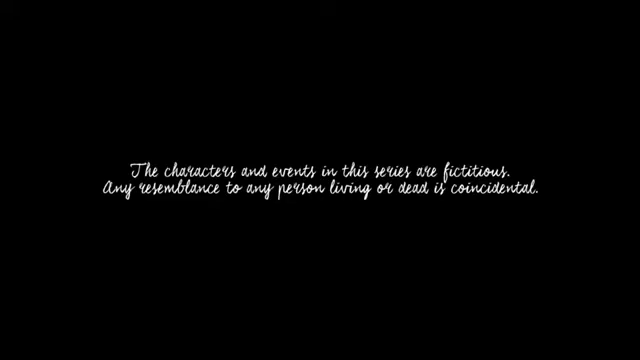 The characters and events in this series are fictitious.
Any resemblance to any person living or dead is coincidental.